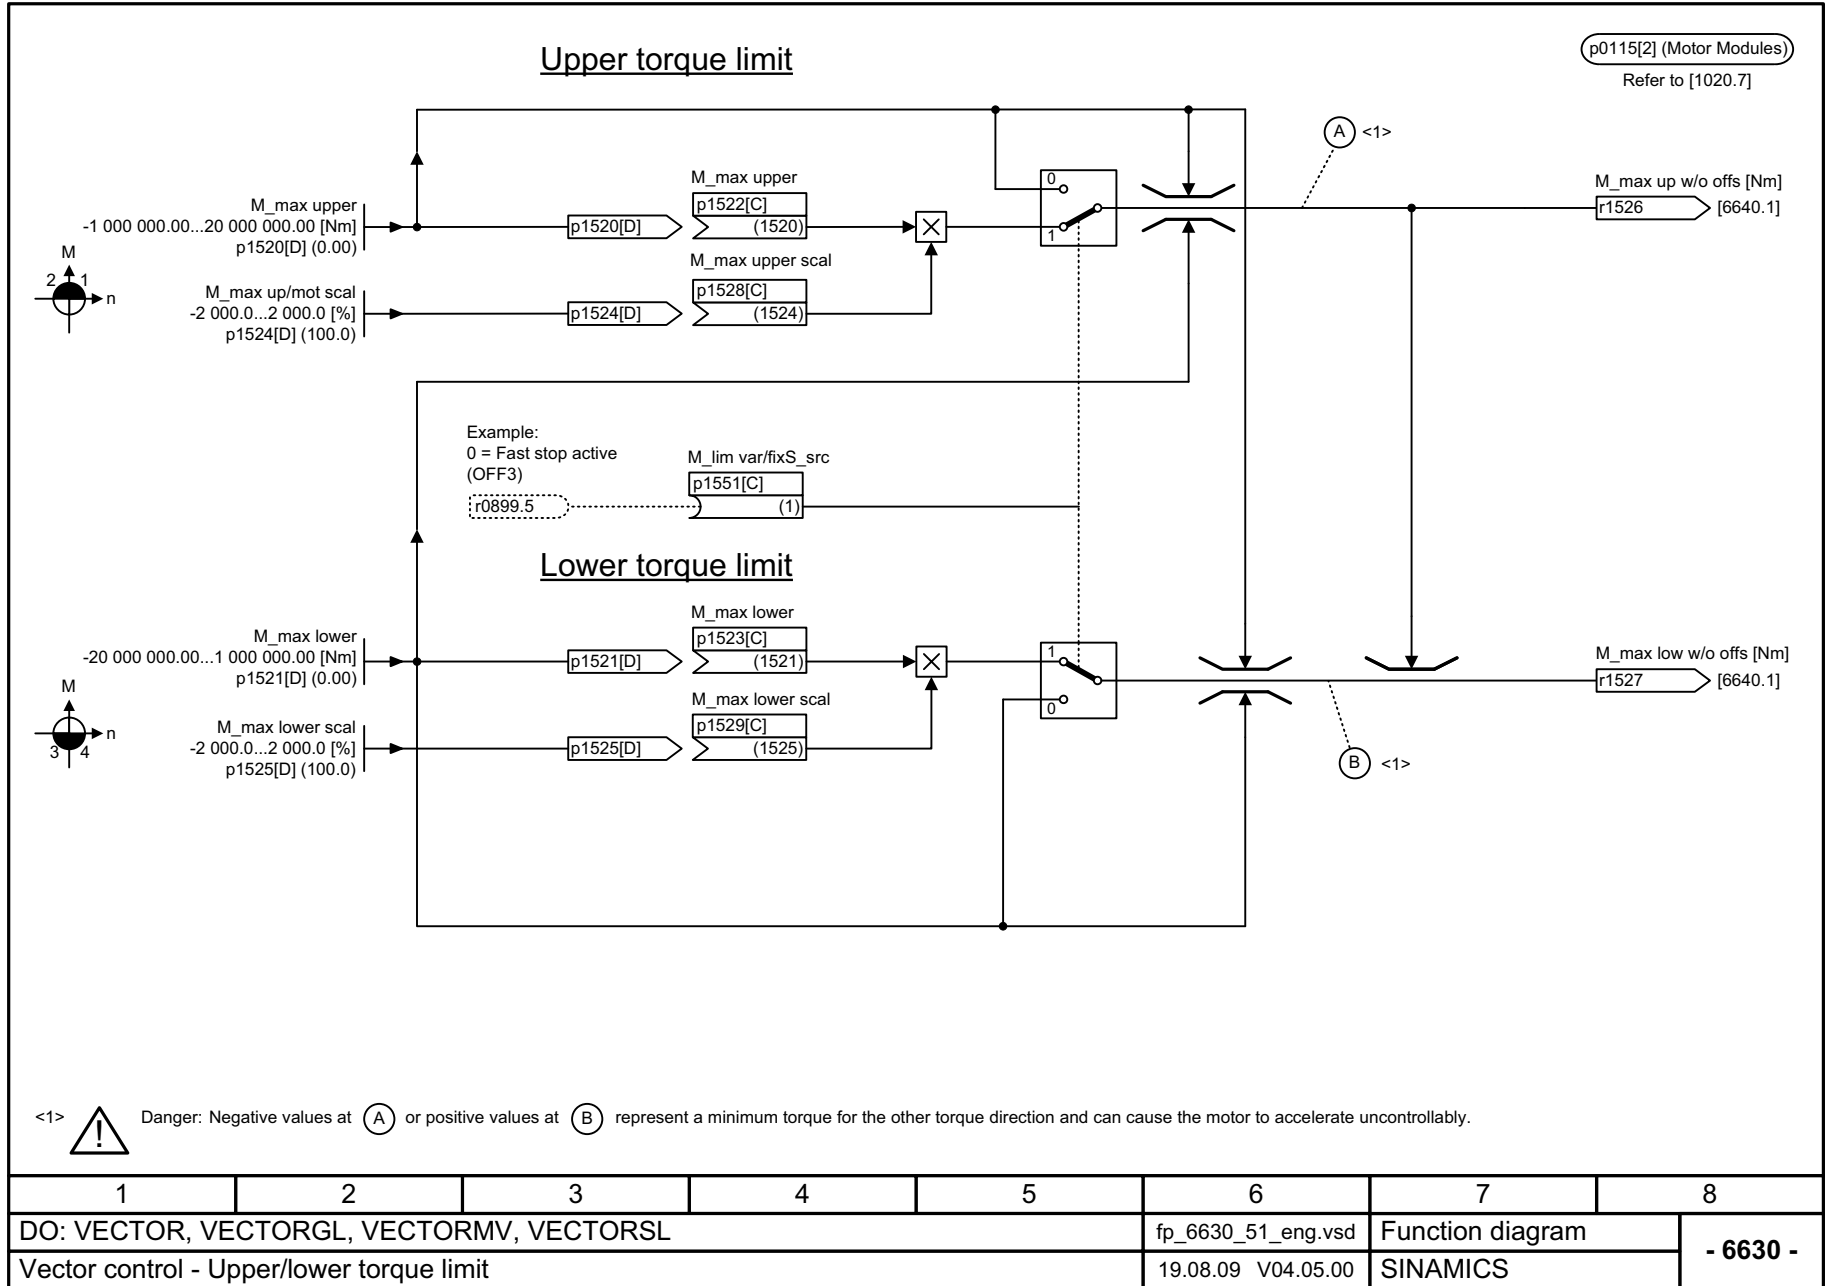 Upper torque limit
p0115[2] (Motor Modules)
Refer to [1020.7]
A <1>
M_max upper
-1 000 000.00...20 000 000.00 [Nm]
p1520[D] (0.00)
p1520[D]
M_max upper
p1522[C]
(1520)
0
1
M_max up w/o offs [Nm]
r1526 [6640.1]
M
2 1
n
M_max up/mot scal
-2 000.0...2 000.0 [%]
p1524[D] (100.0)
p1524[D]
M_max upper scal
p1528[C]
(1524)
Example:
0 = Fast stop active
(OFF3)
r0899.5
M_lim var/fixS_src
p1551[C]
(1)
Lower torque limit
M_max lower
-20 000 000.00...1 000 000.00 [Nm]
p1521[D] (0.00)
p1521[D]
M_max lower
p1523[C]
(1521)
1
0
M_max low w/o offs [Nm]
r1527 [6640.1]
M
n
3 4
M_max lower scal
-2 000.0...2 000.0 [%]
p1525[D] (100.0)
p1525[D]
M_max lower scal
p1529[C]
(1525)
B <1>
<1> ! Danger: Negative values at A or positive values at B represent a minimum torque for the other torque direction and can cause the motor to accelerate uncontrollably.
1 2 3 4 5 6 7 8
DO: VECTOR, VECTORGL, VECTORMV, VECTORSL fp_6630_51_eng.vsd Function diagram
- 6630 -
Vector control - Upper/lower torque limit 19.08.09 V04.05.00 SINAMICS